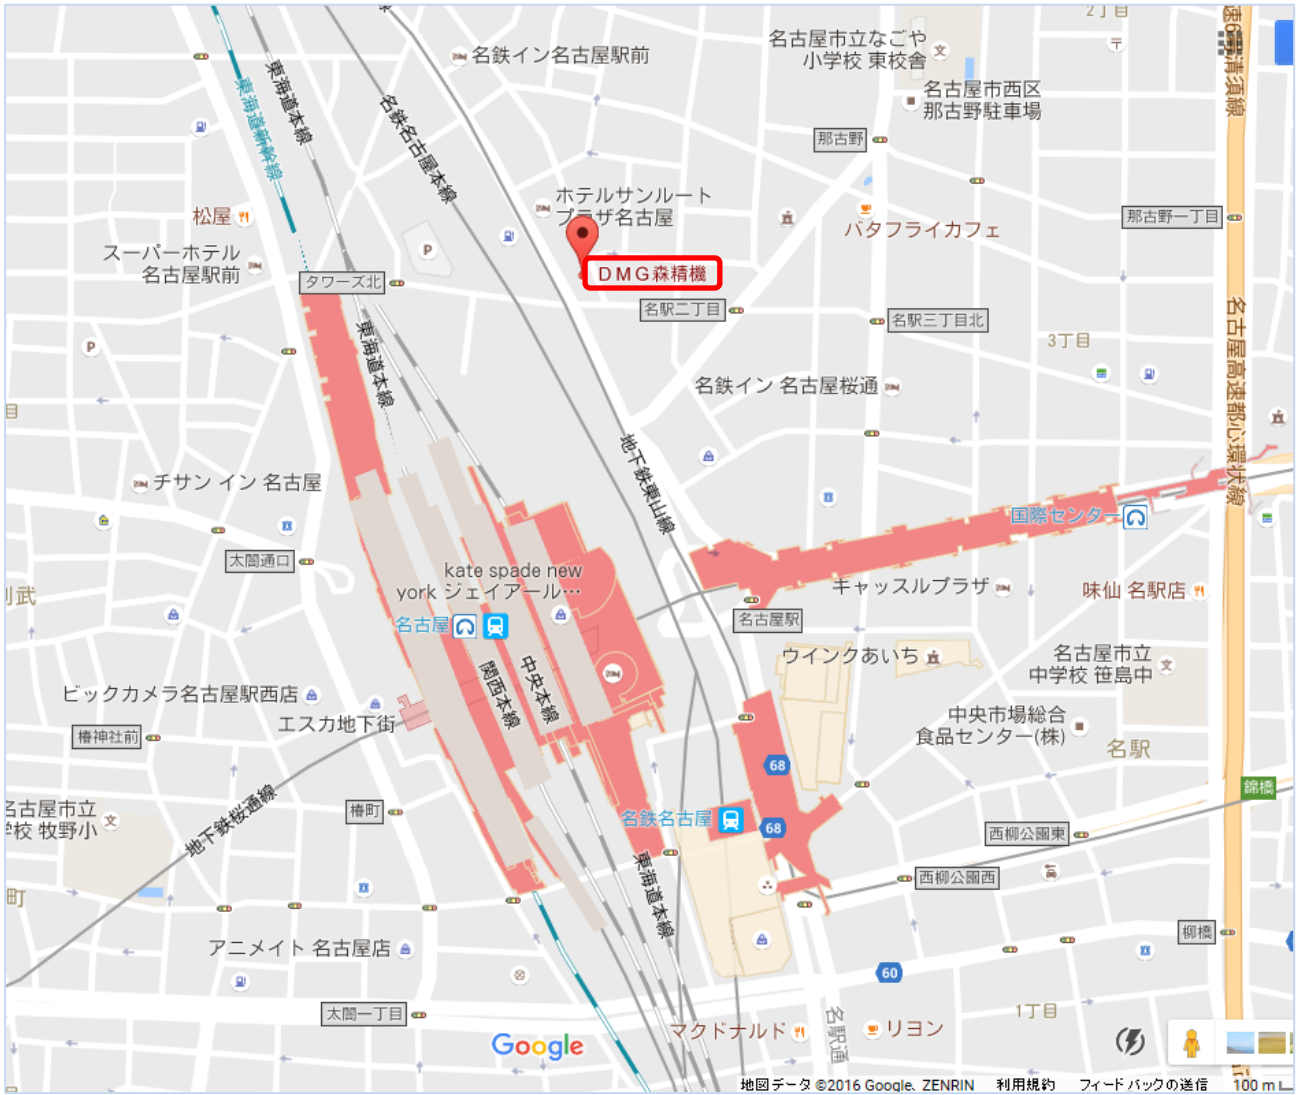 2丁目
名古屋市立なごや
小学校 東校舎
名鉄イン名古屋駅前
東海道本線
東海道新幹線
名鉄名古屋本線
名古屋市西区
那古野駐車場
那古野
ホテルサンルート
プラザ名古屋
松屋
那古野一丁目
バタフライカフェ
スーパーホテル
名古屋駅前
P
タワーズ北
DMG森精機
名駅二丁目
名駅三丁目北
3丁目
東海道本線
P
名鉄イン 名古屋桜通
名古屋高速都心環状線
目
地下鉄東山線
チサン イン 名古屋
国際センター
太閤通口
kate spade new
york ジェイアール…
キャッスルプラザ
味仙 名駅店
則武
名古屋
名古屋駅
ウインクあいち
名古屋市立
中学校 笹島中
関西本線
中央本線
ビックカメラ名古屋駅西店
エスカ地下街
中央市場総合
食品センター(株)
椿神社前
名駅
68
錦橋
名古屋市立
学校 牧野小
地下鉄桜通線
椿町
名鉄名古屋
68
西柳公園東
東海道本線
西柳公園西
町
柳橋
アニメイト 名古屋店
60
太閤一丁目
1丁目
マクドナルド
名駅通
リヨン
Google
地図データ ©2016 Google、ZENRIN
利用規約
フィードバックの送信
100 m